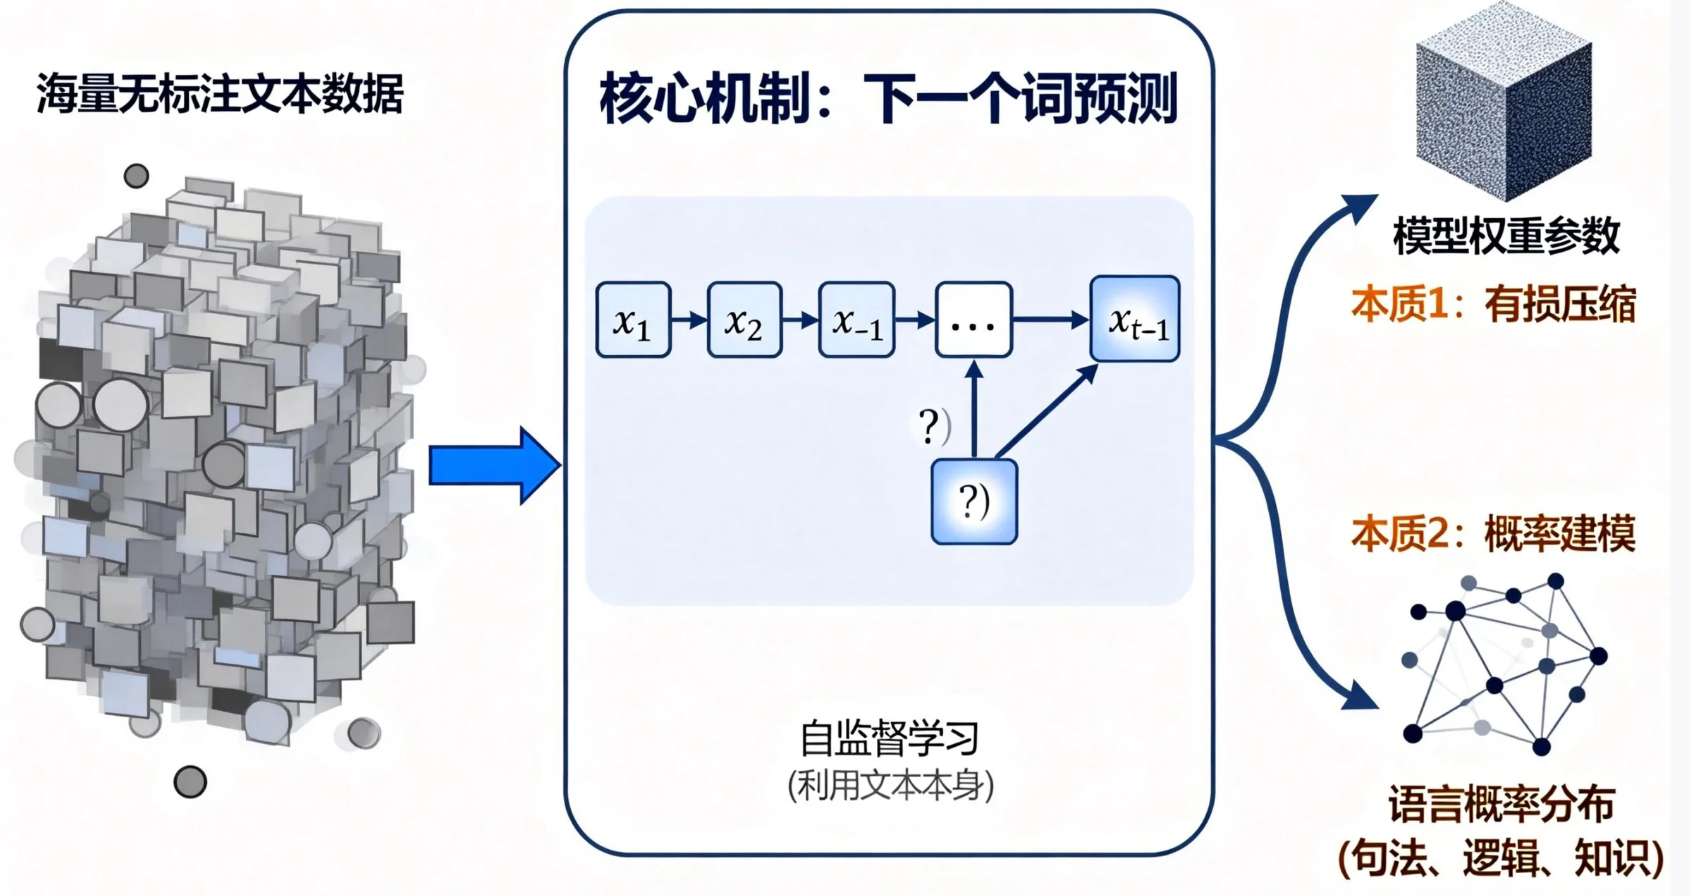 海量无标注文本数据
核心机制：下一个词预测
x₁
x₂
x₋₁
...
xₜ₋₁
?)
?)
自监督学习
(利用文本本身)
模型权重参数
本质1：有损压缩
本质2：概率建模
语言概率分布
(句法、逻辑、知识)